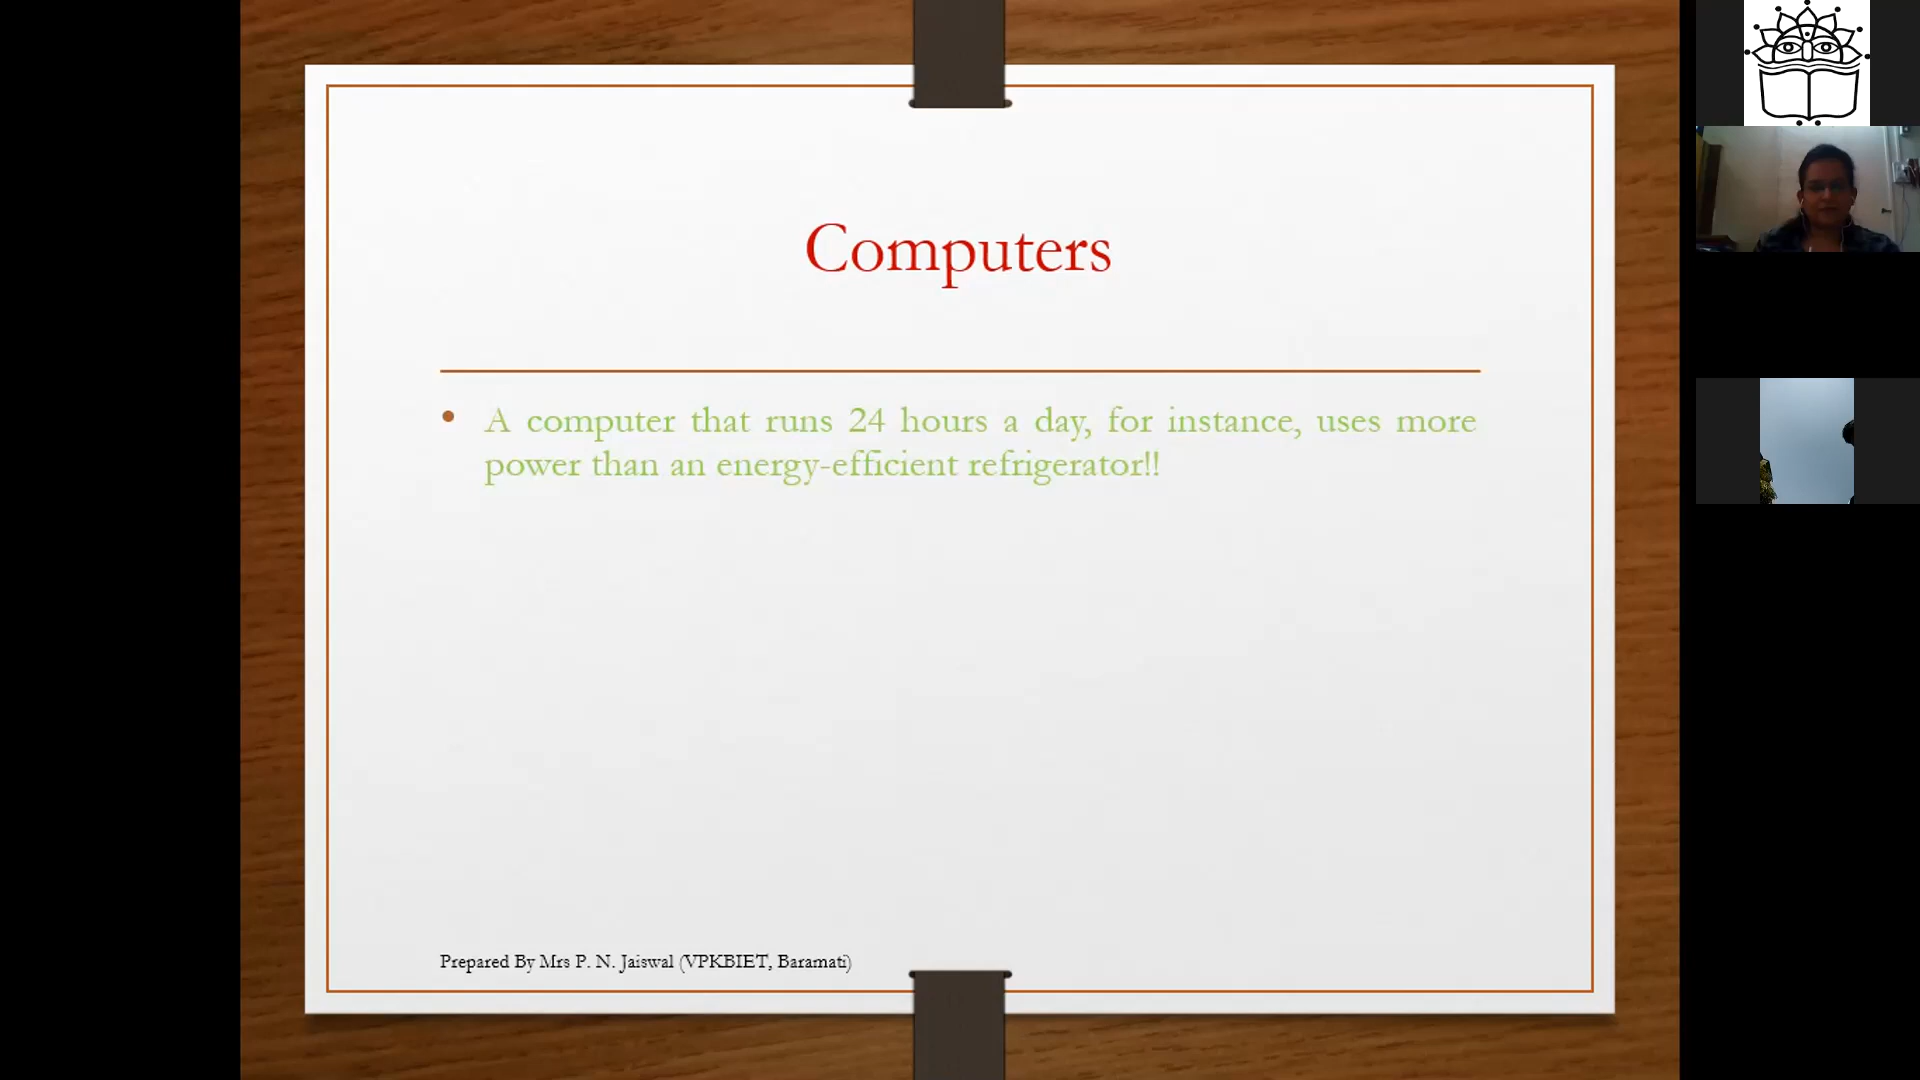 Computers
• A computer that runs 24 hours a day, for instance, uses more
power than an energy-efficient refrigerator!!
Prepared By Mrs P. N. Jaiswal (VPKBIET, Baramati)